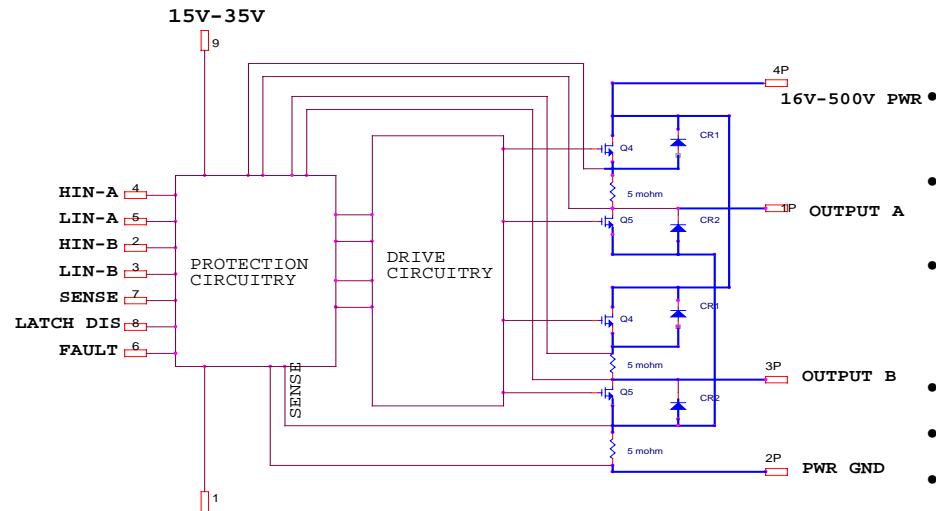 15V-35V
9
4P
16V-500V PWR
CR1
Q4
5 mohm
HIN-A 4
LIN-A 5
HIN-B 2
LIN-B 3
SENSE 7
LATCH DIS 8
FAULT 6
PROTECTION
CIRCUITRY
DRIVE
CIRCUITRY
SENSE
1P OUTPUT A
Q5
CR2
Q4
CR1
5 mohm
3P
OUTPUT B
Q5
CR2
5 mohm
2P
PWR GND
1